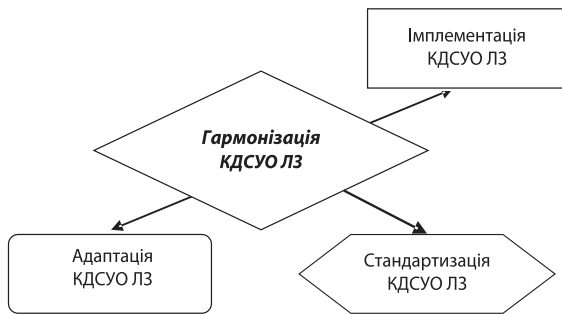 Імплементація
КДСУО ЛЗ
Гармонізація
КДСУО ЛЗ
Адаптація
КДСУО ЛЗ
Стандартизація
КДСУО ЛЗ